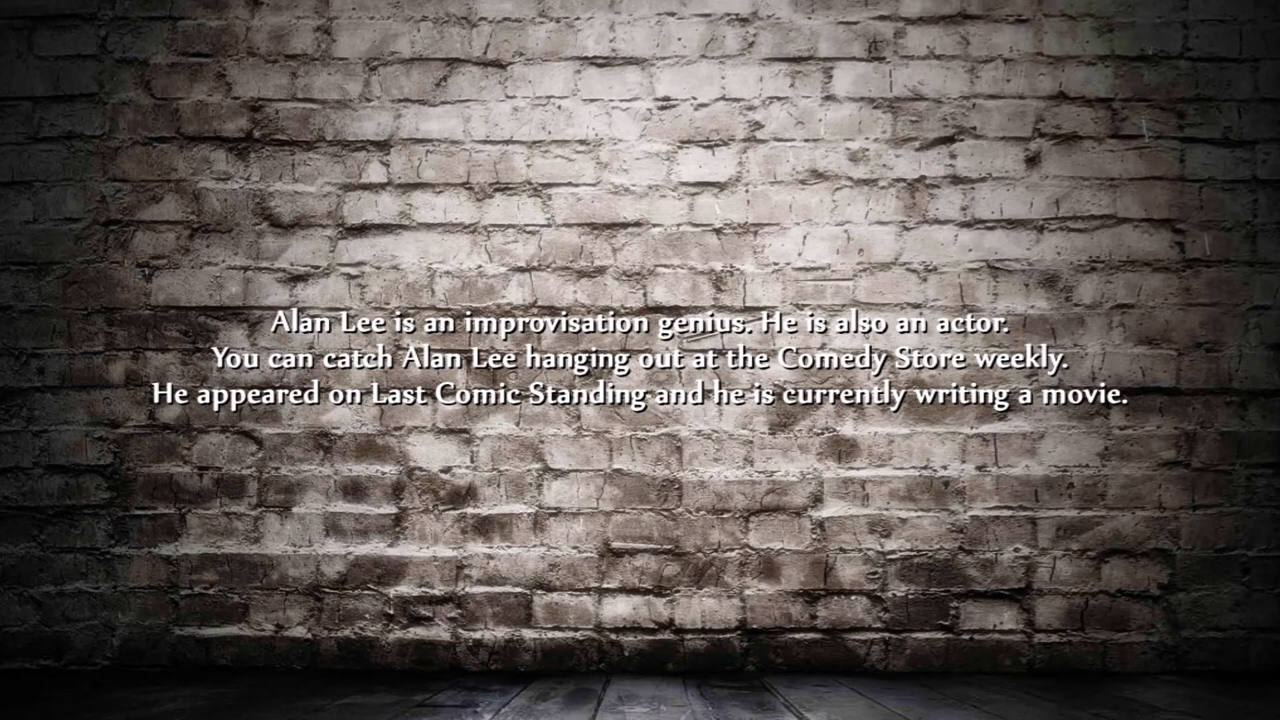 Alan Lee is an improvisation genius. He is also an actor.
You can catch Alan Lee hanging out at the Comedy Store weekly.
He appeared on Last Comic Standing and he is currently writing a movie.